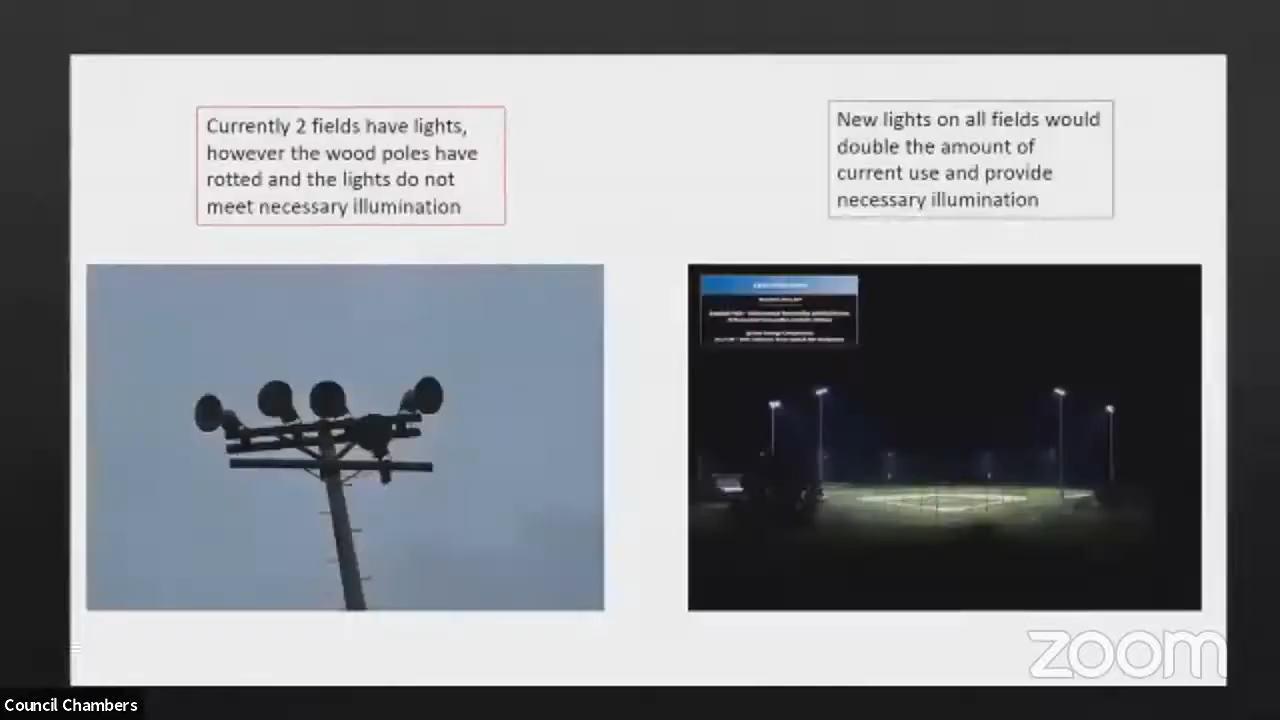 Currently 2 fields have lights,
however the wood poles have
rotted and the lights do not
meet necessary illumination
New lights on all fields would
double the amount of
current use and provide
necessary illumination
zoom
Council Chambers